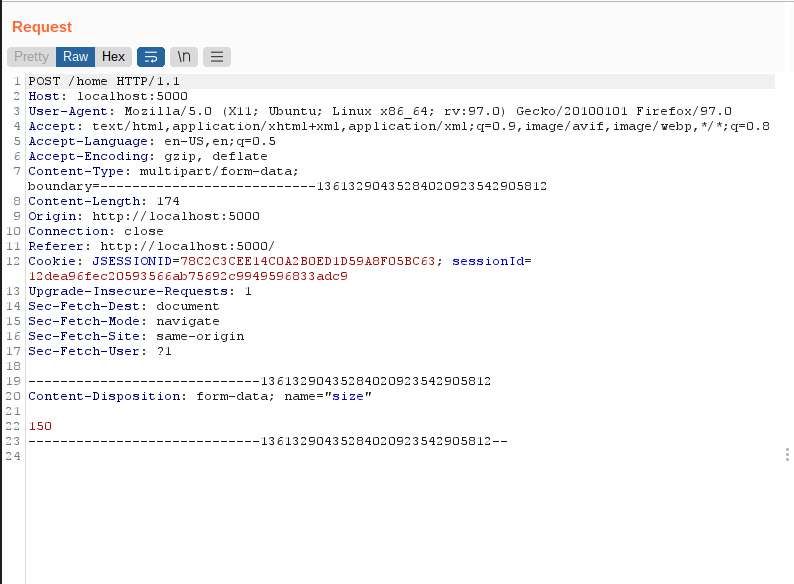 Request
Pretty Raw Hex \n
1 POST /home HTTP/1.1
2 Host: localhost:5000
3 User-Agent: Mozilla/5.0 (X11; Ubuntu; Linux x86_64; rv:97.0) Gecko/20100101 Firefox/97.0
4 Accept: text/html,application/xhtml+xml,application/xml;q=0.9,image/avif,image/webp,*/*;q=0.8
5 Accept-Language: en-US,en;q=0.5
6 Accept-Encoding: gzip, deflate
7 Content-Type: multipart/form-data;
boundary=---------------------------136132904352840209235429​05812
8 Content-Length: 174
9 Origin: http://localhost:5000
10 Connection: close
11 Referer: http://localhost:5000/
12 Cookie: JSESSIONID=78C2C3CEE14C0A2B0ED1D59A8F05BC63; sessionId=
12dea96fec20593566ab75692c9949596833adc9
13 Upgrade-Insecure-Requests: 1
14 Sec-Fetch-Dest: document
15 Sec-Fetch-Mode: navigate
16 Sec-Fetch-Site: same-origin
17 Sec-Fetch-User: ?1
18
19 -----------------------------13613290435284020923542905812
20 Content-Disposition: form-data; name="size"
21
22 150
23 -----------------------------13613290435284020923542905812--
24